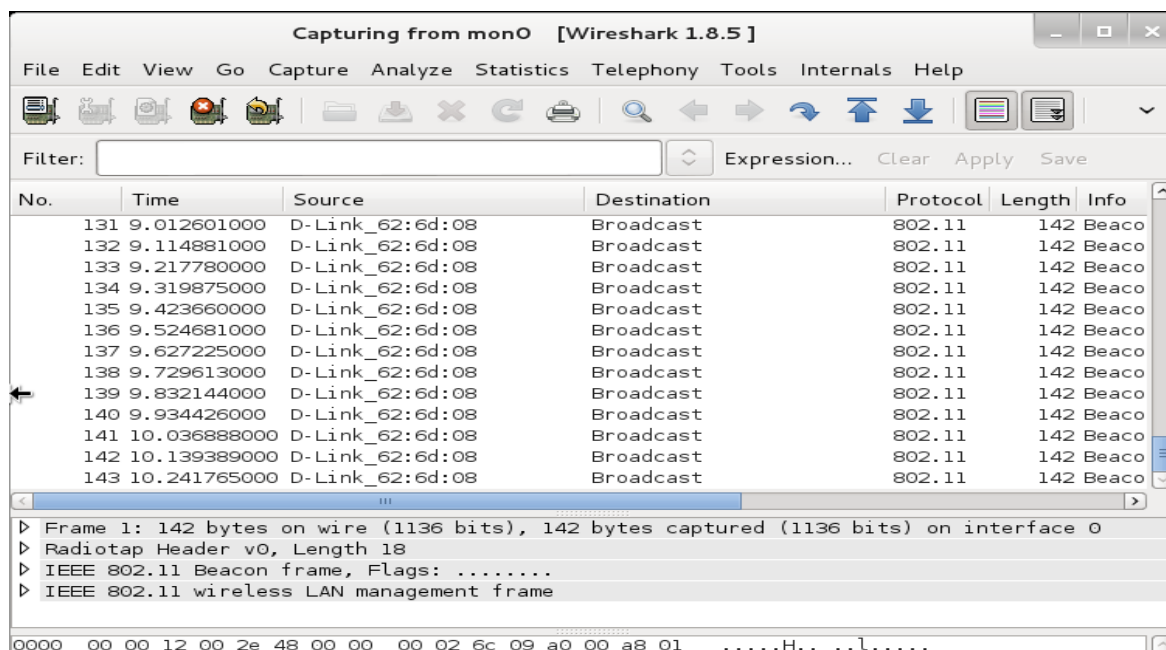 Capturing from mon0 [Wireshark 1.8.5 ]
File Edit View Go Capture Analyze Statistics Telephony Tools Internals Help
Filter: Expression... Clear Apply Save
No. Time Source Destination Protocol Length Info
131 9.012601000 D-Link_62:6d:08 Broadcast 802.11 142 Beaco
132 9.114881000 D-Link_62:6d:08 Broadcast 802.11 142 Beaco
133 9.217780000 D-Link_62:6d:08 Broadcast 802.11 142 Beaco
134 9.319875000 D-Link_62:6d:08 Broadcast 802.11 142 Beaco
135 9.423660000 D-Link_62:6d:08 Broadcast 802.11 142 Beaco
136 9.524681000 D-Link_62:6d:08 Broadcast 802.11 142 Beaco
137 9.627225000 D-Link_62:6d:08 Broadcast 802.11 142 Beaco
138 9.729613000 D-Link_62:6d:08 Broadcast 802.11 142 Beaco
139 9.832144000 D-Link_62:6d:08 Broadcast 802.11 142 Beaco
140 9.934426000 D-Link_62:6d:08 Broadcast 802.11 142 Beaco
141 10.036888000 D-Link_62:6d:08 Broadcast 802.11 142 Beaco
142 10.139389000 D-Link_62:6d:08 Broadcast 802.11 142 Beaco
143 10.241765000 D-Link_62:6d:08 Broadcast 802.11 142 Beaco
Frame 1: 142 bytes on wire (1136 bits), 142 bytes captured (1136 bits) on interface 0
Radiotap Header v0, Length 18
IEEE 802.11 Beacon frame, Flags: ........
IEEE 802.11 wireless LAN management frame
0000 00 00 12 00 2e 48 00 00 00 02 6c 09 a0 00 a8 01 .....H.. ..l.....